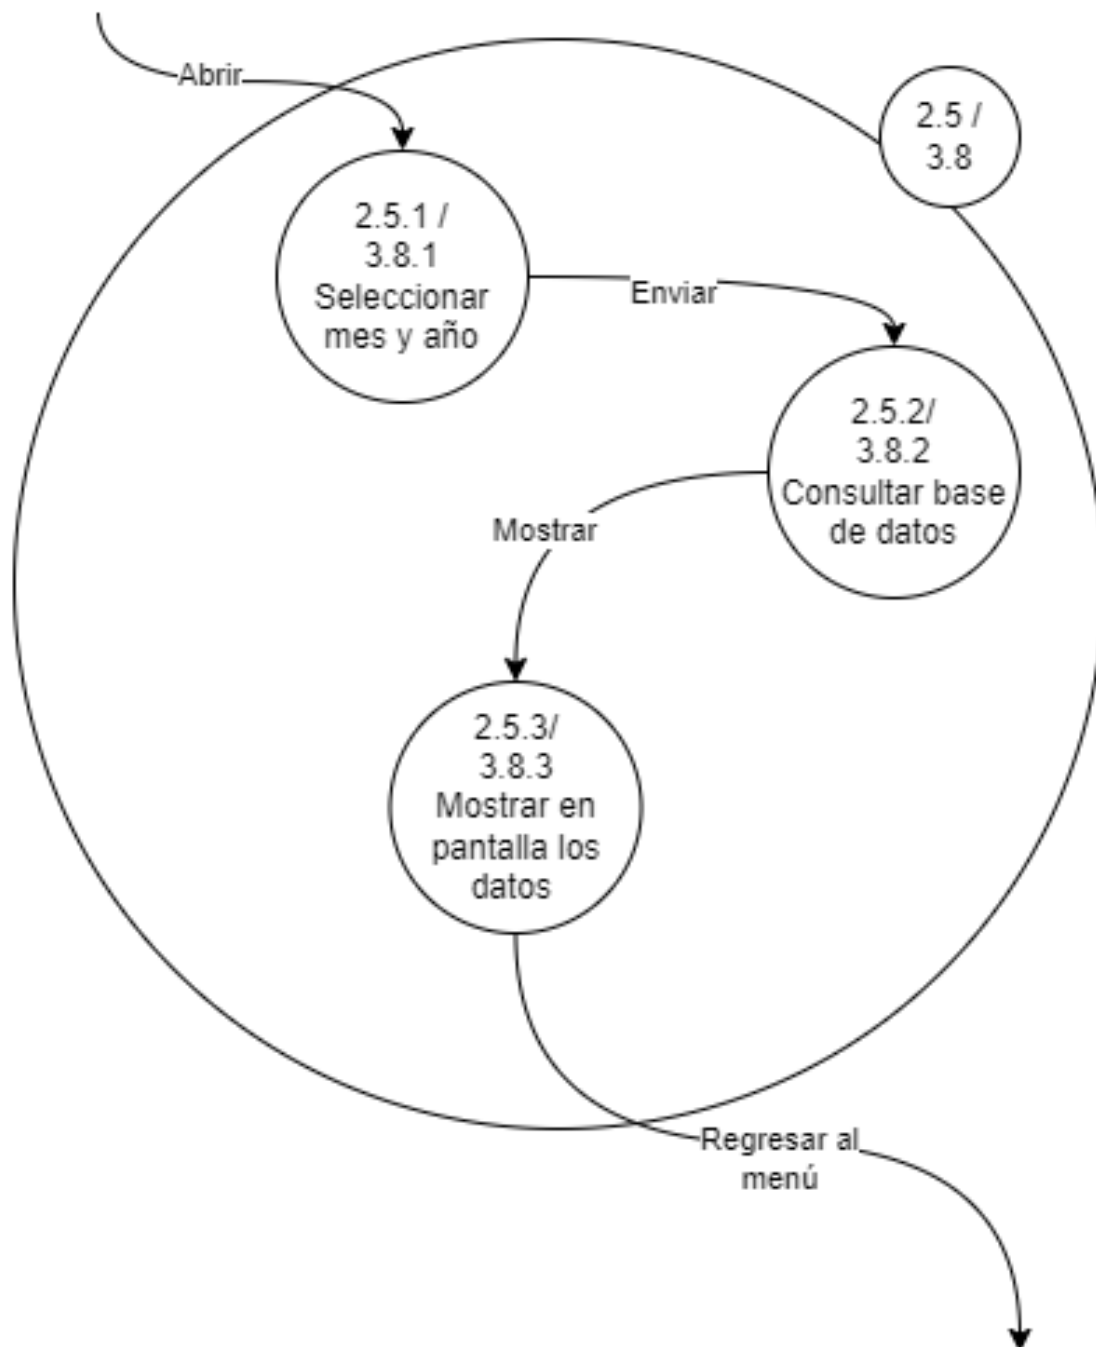 Abrir
2.5 /
3.8
2.5.1 /
3.8.1
Seleccionar
mes y año
Enviar
2.5.2/
3.8.2
Consultar base
de datos
Mostrar
2.5.3/
3.8.3
Mostrar en
pantalla los
datos
Regresar al
menú